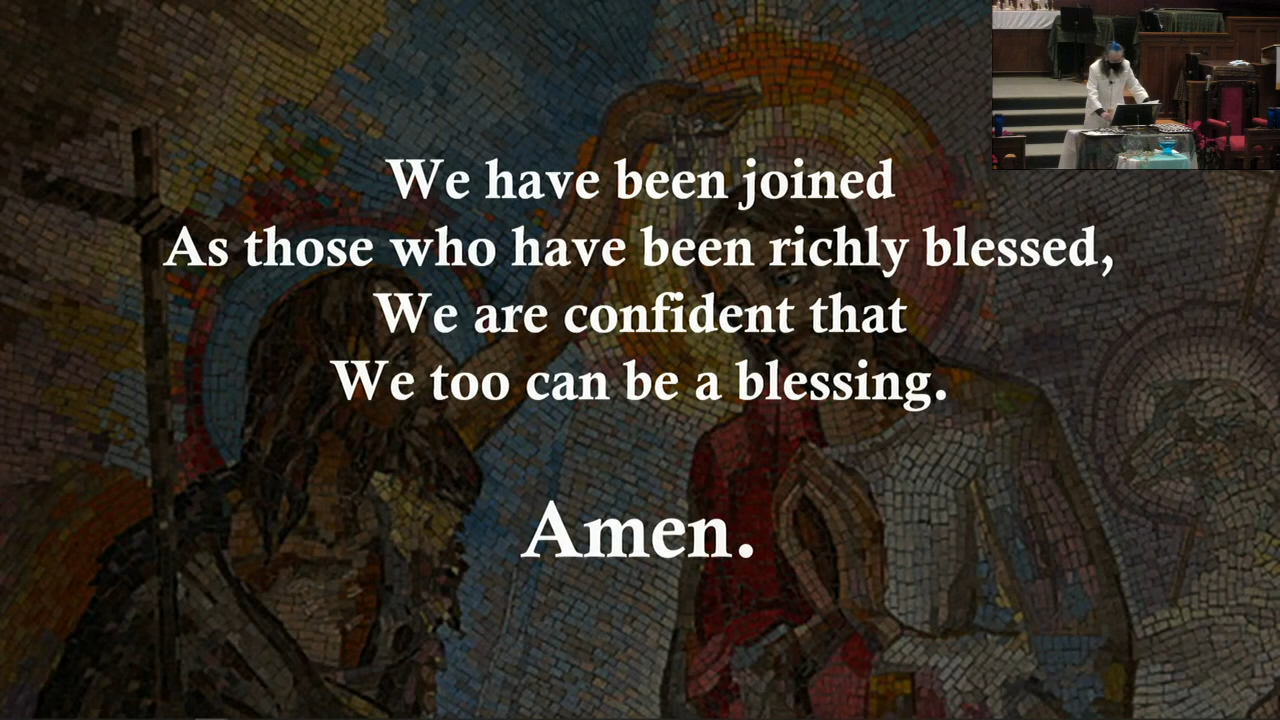 We have been joined
As those who have been richly blessed,
We are confident that
We too can be a blessing.
Amen.